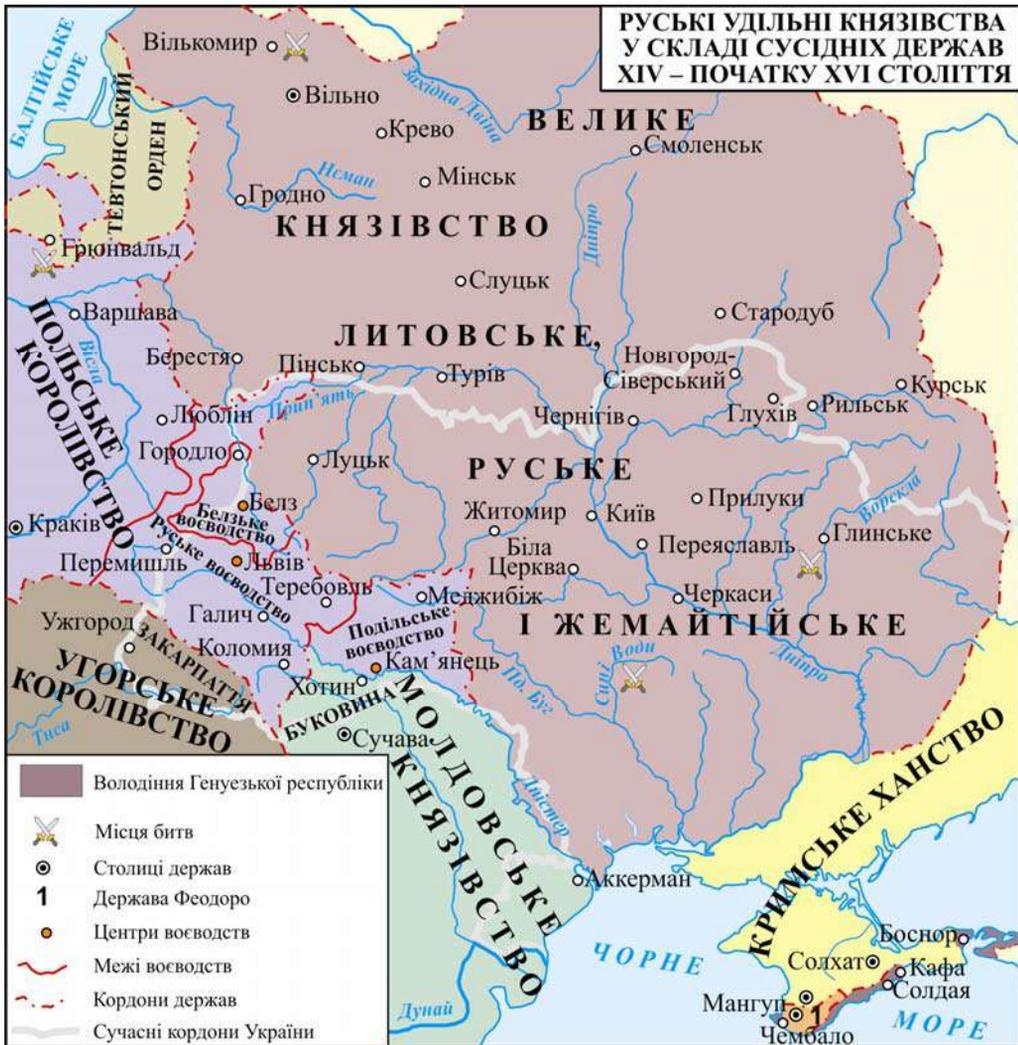 РУСЬКІ УДІЛЬНІ КНЯЗІВСТВА
У СКЛАДІ СУСІДНІХ ДЕРЖАВ
XIV – ПОЧАТКУ XVI СТОЛІТТЯ
БАЛТІЙСЬКЕ
МОРЕ
ТЕВТОНСЬКИЙ
ОРДЕН
Вількомир
Західна Двіна
Вільно
ВЕЛИКЕ
Крево
Смоленськ
Мінськ
Нєман
Гродно
КНЯЗІВСТВО
Дніпро
Грюнвальд
Слуцьк
Варшава
Стародуб
ПОЛЬСЬКЕ
КОРОЛІВСТВО
Вісла
ЛИТОВСЬКЕ,
Берестя
Пінськ
Турів
Новгород-
Сіверський
Курськ
Прип'ять
Глухів
Рильськ
Люблін
Чернігів
Городло
Луцьк
РУСЬКЕ
Белз
Белзьке
воєводство
Житомир
Київ
Прилуки
Ворскла
Краків
Руське воєводство
Глинське
Перемишль
Львів
Біла
Церква
Переяславль
Теребовль
Меджибіж
Черкаси
Галич
Подільське
воєводство
І ЖЕМАЙТІЙСЬКЕ
Ужгород
ЗАКАРПАТТЯ
Коломия
Кам'янець
Сині Води
Дніпро
УГОРСЬКЕ
КОРОЛІВСТВО
Хотин
Пд. Буг
БУКОВИНА
МОЛДОВСЬКЕ
КНЯЗІВСТВО
Тиса
Сучава
Дністер
КРИМСЬКЕ ХАНСТВО
Аккерман
ЧОРНЕ
МОРЕ
Боспор
Солхат
Кафа
Солдая
Мангуп
1
Чембало
Дунай
Володіння Генуезької республіки
Місця битв
Столиці держав
1 Держава Феодоро
Центри воєводств
Межі воєводств
Кордони держав
Сучасні кордони України